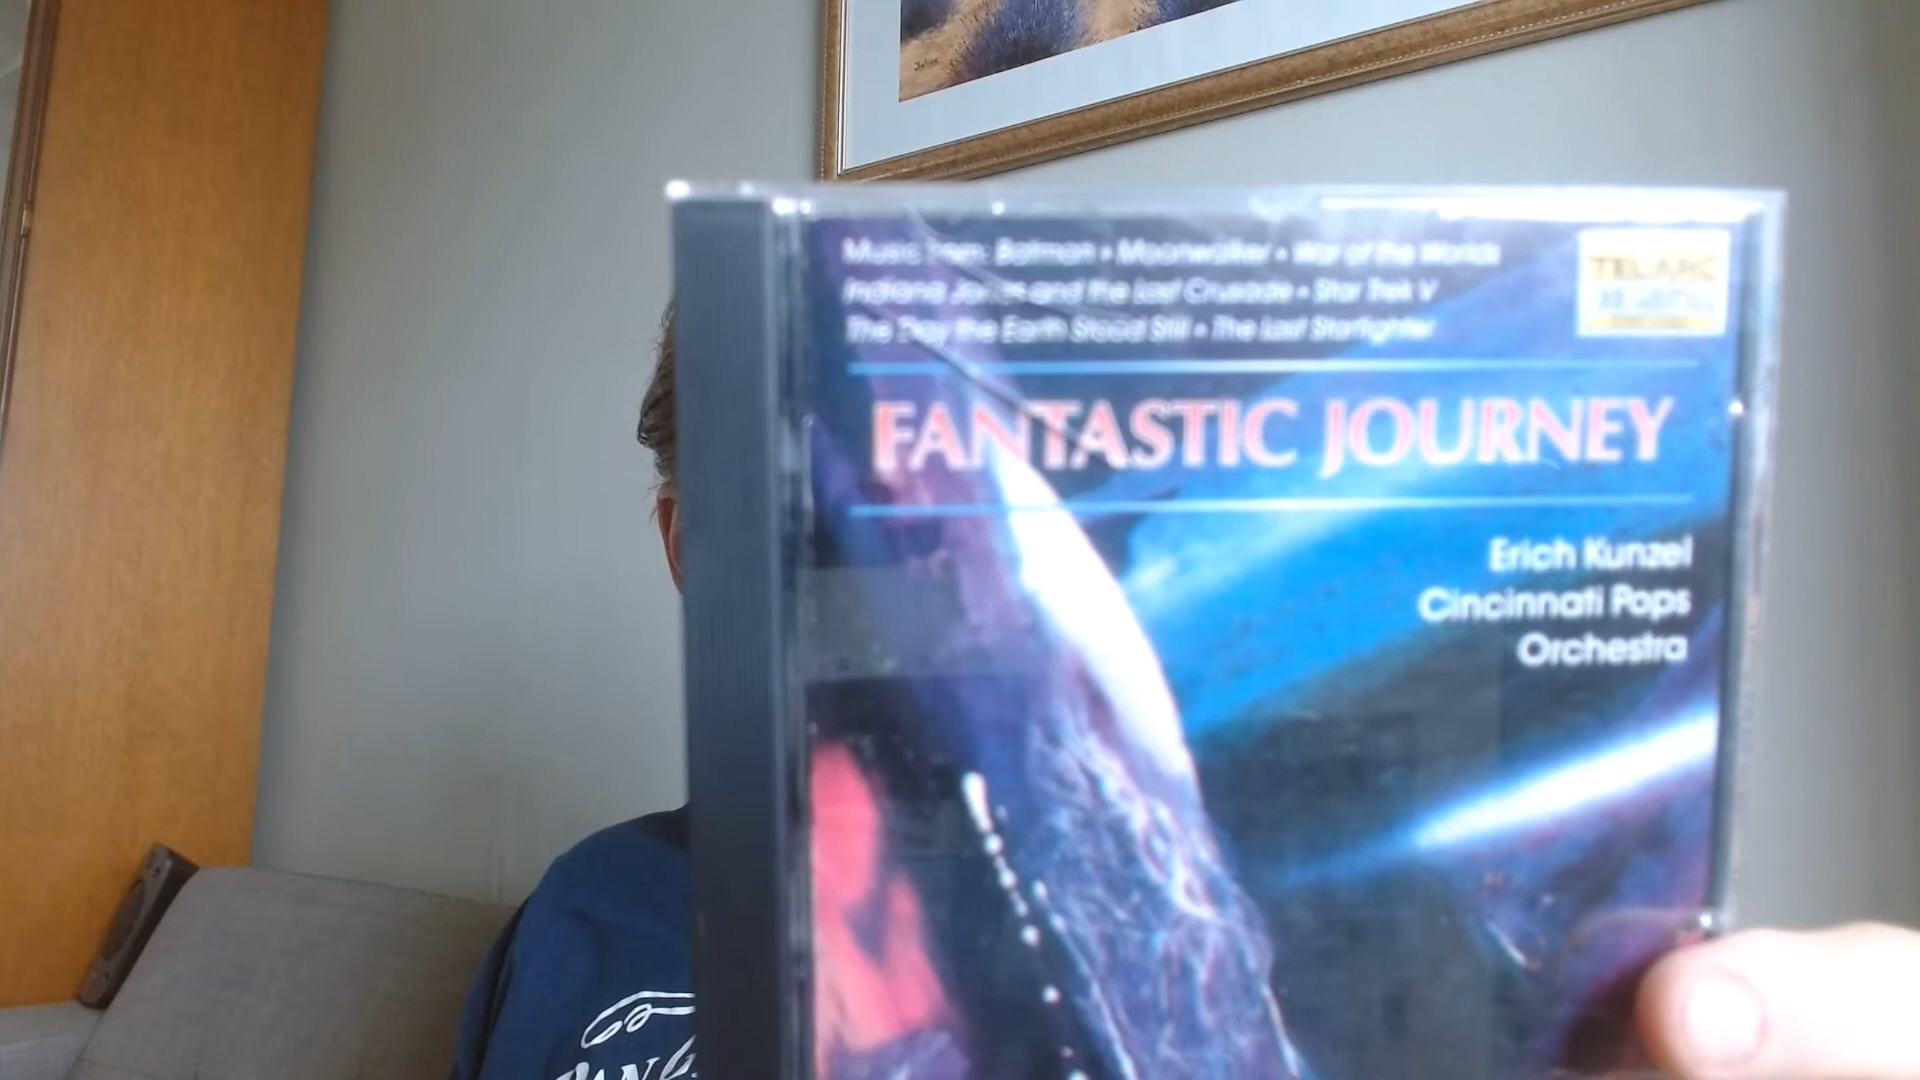 Julian
Music from: Batman • Moonwalker • War of the Worlds
Indiana Jones and the Last Crusade • Star Trek V
The Day the Earth Stood Still • The Last Starfighter
TELARC
FANTASTIC JOURNEY
Erich Kunzel
Cincinnati Pops
Orchestra